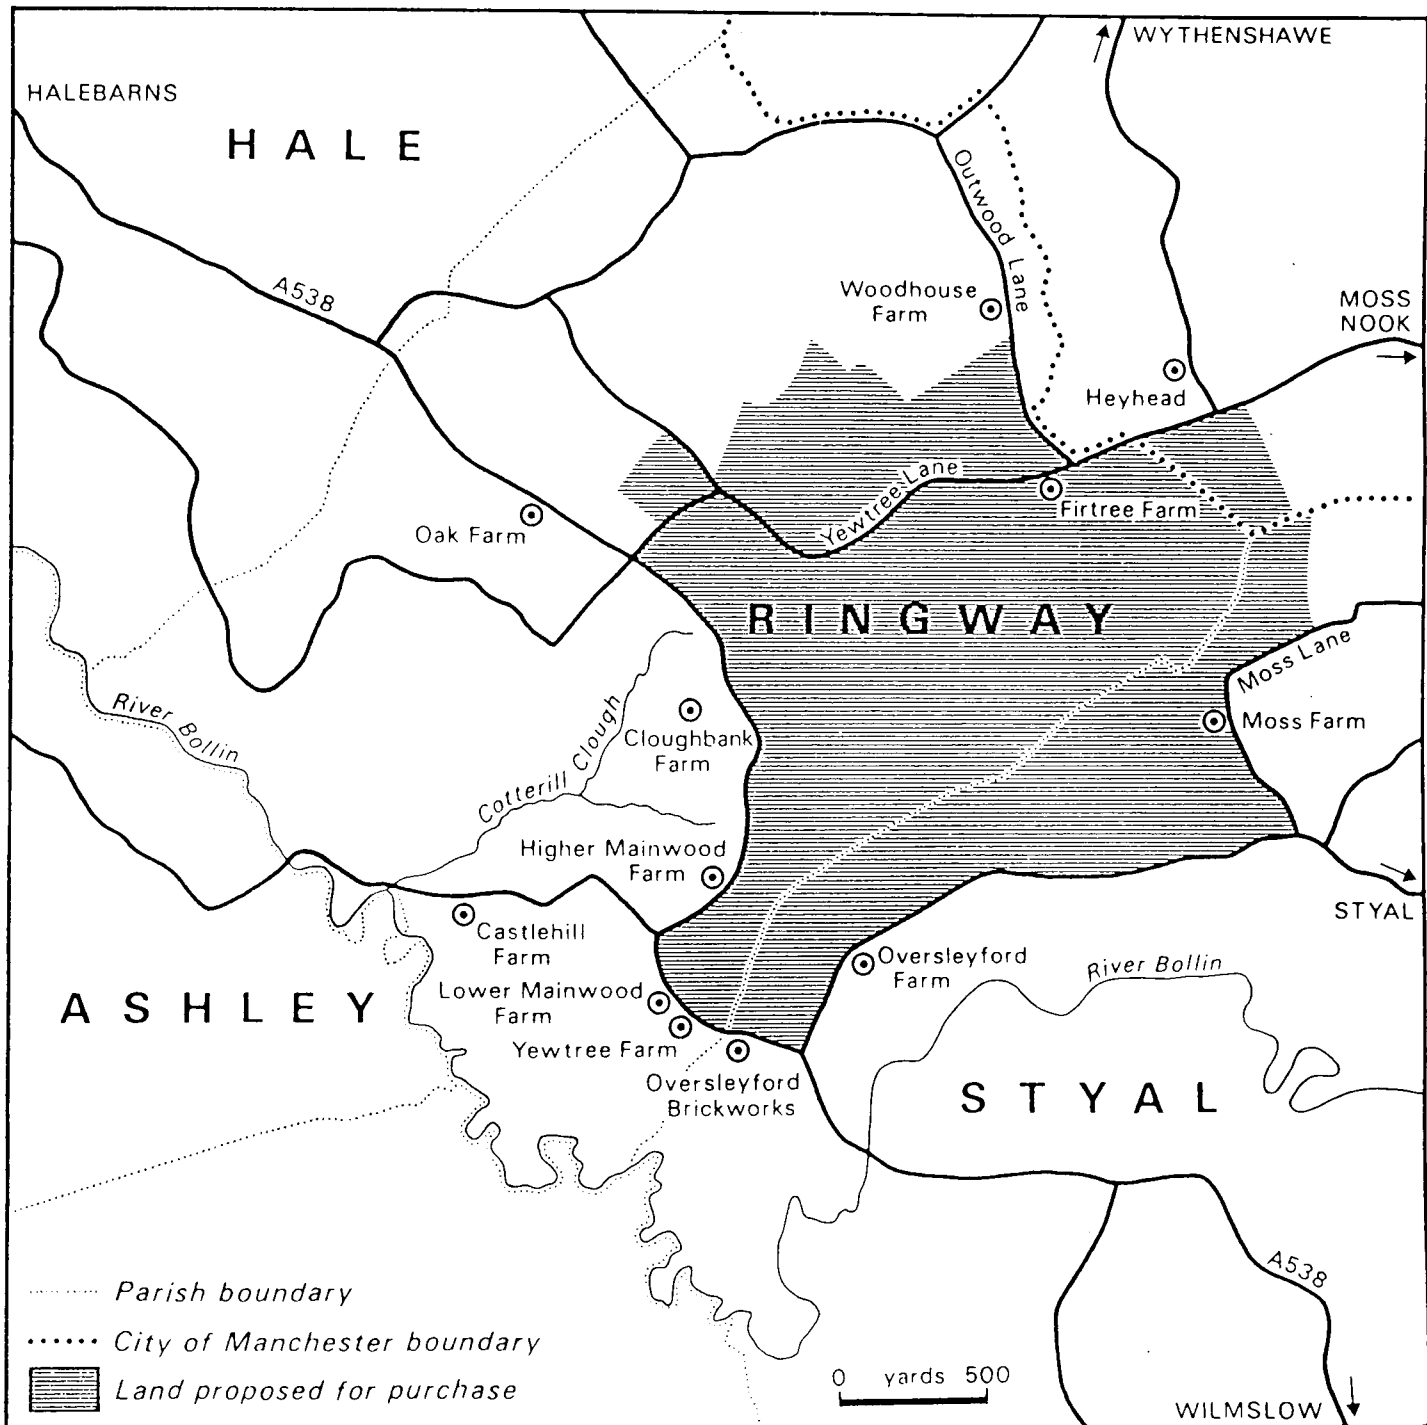 WYTHENSHAWE
HALEBARNS
HALE
Outwood Lane
A538
Woodhouse
Farm
MOSS
NOOK
Heyhead
Yewtree Lane
Firtree Farm
Oak Farm
RINGWAY
Moss Lane
River Bollin
Moss Farm
Cloughbank
Farm
Cotterill Clough
Higher Mainwood
Farm
STYAL
Castlehill
Farm
Oversleyford
Farm
River Bollin
ASHLEY
Lower Mainwood
Farm
Yewtree Farm
Oversleyford
Brickworks
STYAL
A538
Parish boundary
City of Manchester boundary
Land proposed for purchase
0 yards 500
WILMSLOW